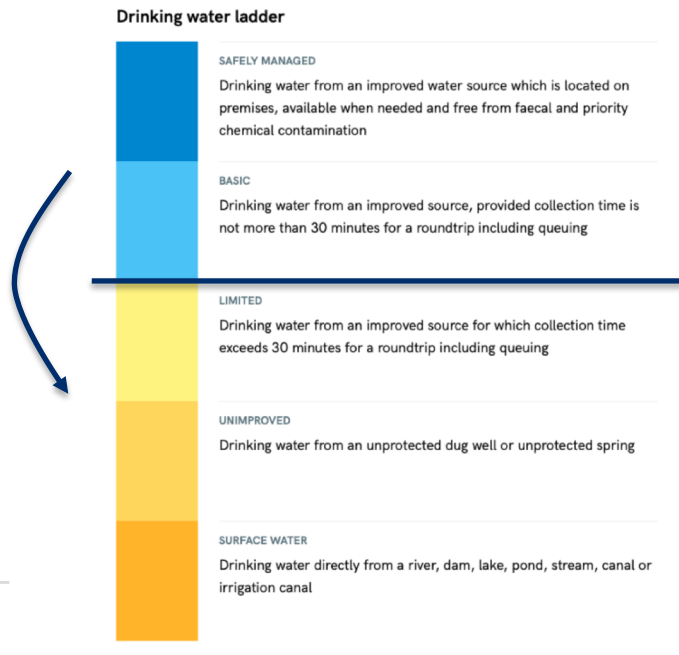 Drinking water ladder
SAFELY MANAGED
Drinking water from an improved water source which is located on
premises, available when needed and free from faecal and priority
chemical contamination
BASIC
Drinking water from an improved source, provided collection time is
not more than 30 minutes for a roundtrip including queuing
LIMITED
Drinking water from an improved source for which collection time
exceeds 30 minutes for a roundtrip including queuing
UNIMPROVED
Drinking water from an unprotected dug well or unprotected spring
SURFACE WATER
Drinking water directly from a river, dam, lake, pond, stream, canal or
irrigation canal